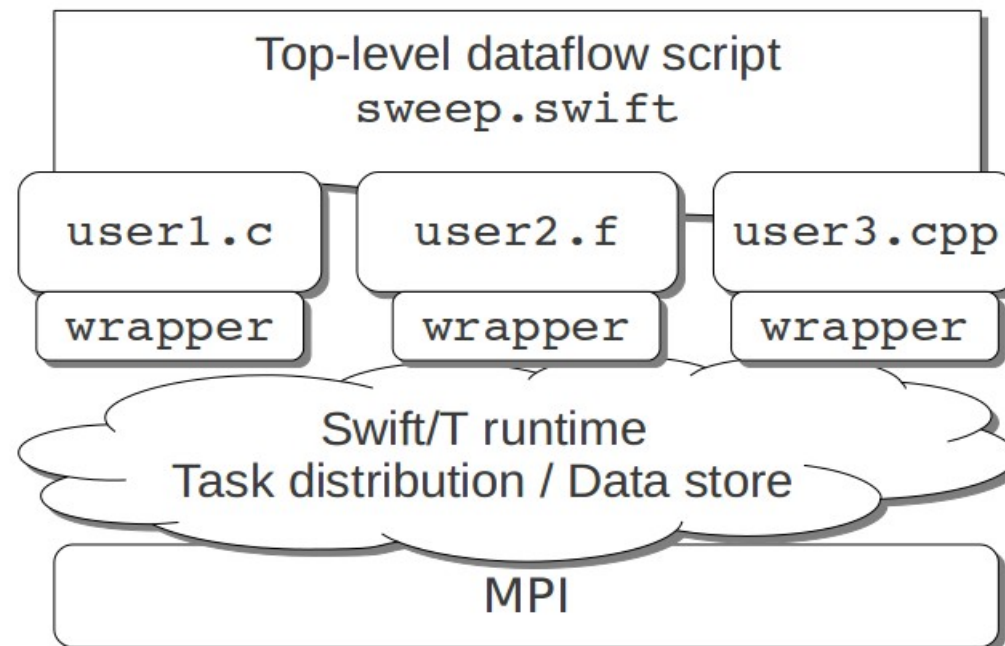 Top-level dataflow script
sweep.swift
user1.c
user2.f
user3.cpp
wrapper
wrapper
wrapper
Swift/T runtime
Task distribution / Data store
MPI